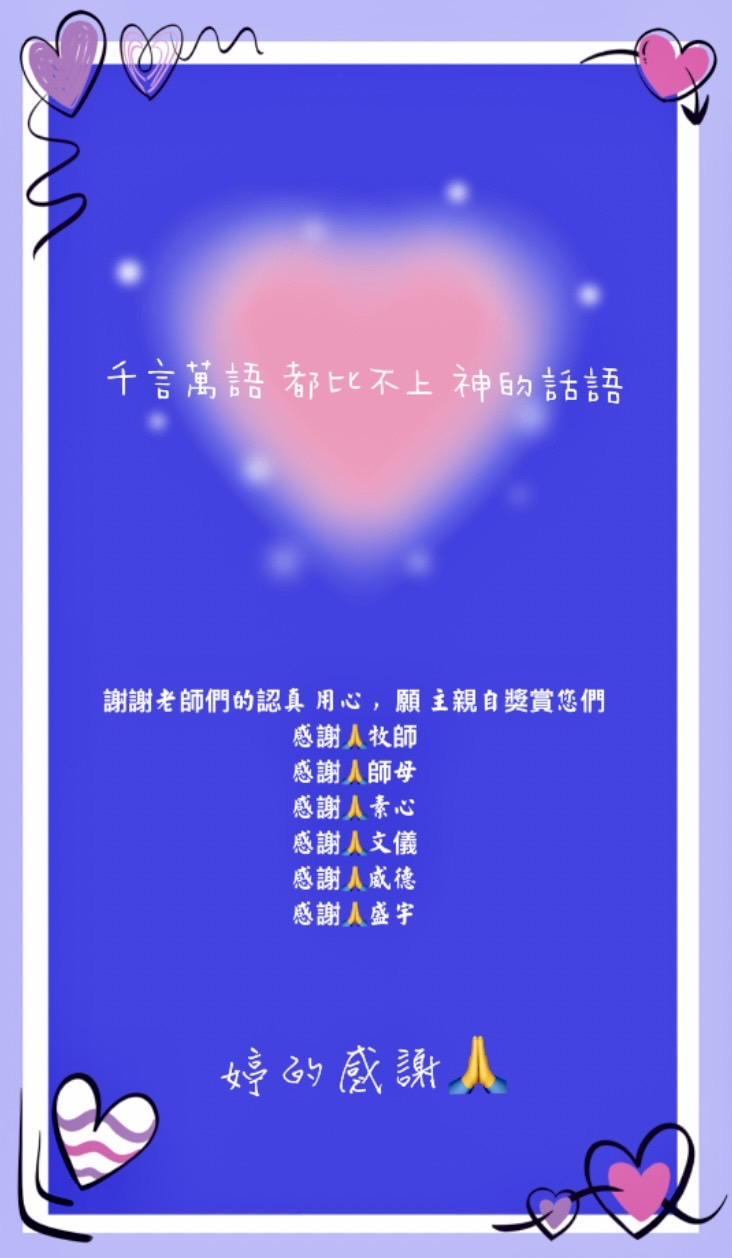 千言萬語 都比不上 神的話語
謝謝老師們的認真 用心，願 主親自獎賞您們
感謝🙏牧師
感謝🙏師母
感謝🙏素心
感謝🙏文儀
感謝🙏威德
感謝🙏盛宇
婷的感謝🙏